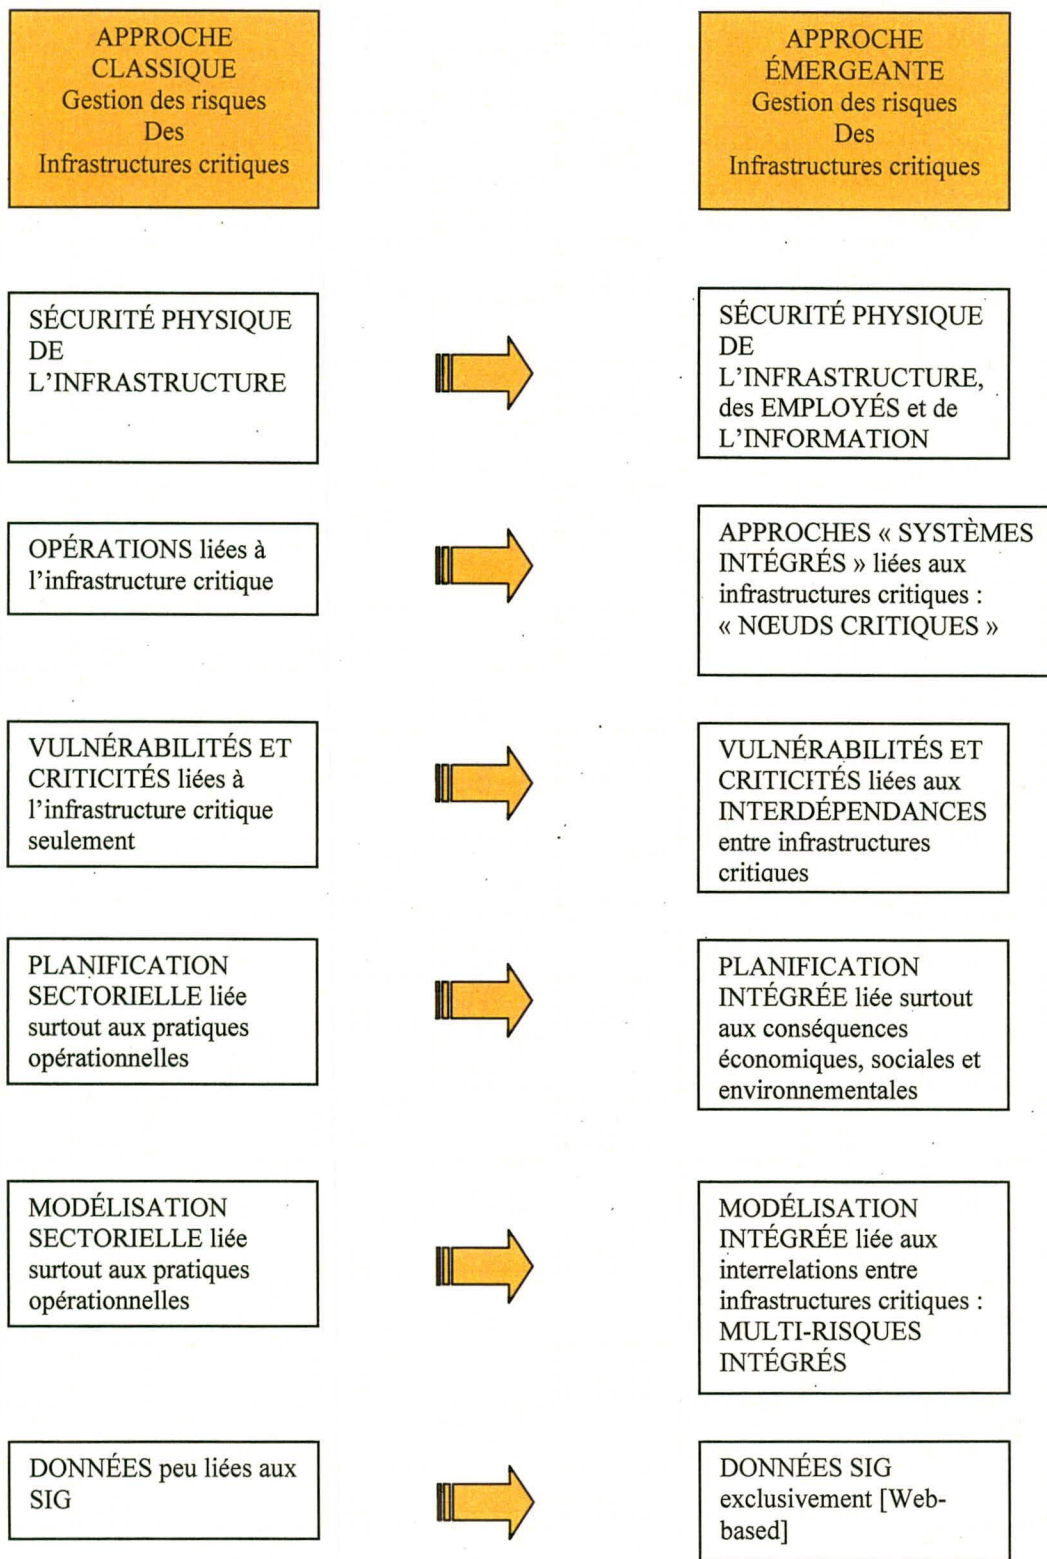 APPROCHE
CLASSIQUE
Gestion des risques
Des
Infrastructures critiques
APPROCHE
ÉMERGEANTE
Gestion des risques
Des
Infrastructures critiques
SÉCURITÉ PHYSIQUE
DE
L’INFRASTRUCTURE
SÉCURITÉ PHYSIQUE
DE
L’INFRASTRUCTURE,
des EMPLOYÉS et de
L’INFORMATION
OPÉRATIONS liées à
l’infrastructure critique
APPROCHES « SYSTÈMES
INTÉGRÉS » liées aux
infrastructures critiques :
« NŒUDS CRITIQUES »
VULNÉRABILITÉS ET
CRITICITÉS liées à
l’infrastructure critique
seulement
VULNÉRABILITÉS ET
CRITICITÉS liées aux
INTERDÉPENDANCES
entre infrastructures
critiques
PLANIFICATION
SECTORIELLE liée
surtout aux pratiques
opérationnelles
PLANIFICATION
INTÉGRÉE liée surtout
aux conséquences
économiques, sociales et
environnementales
MODÉLISATION
SECTORIELLE liée
surtout aux pratiques
opérationnelles
MODÉLISATION
INTÉGRÉE liée aux
interrelations entre
infrastructures critiques :
MULTI-RISQUES
INTÉGRÉS
DONNÉES peu liées aux
SIG
DONNÉES SIG
exclusivement [Web-
based]